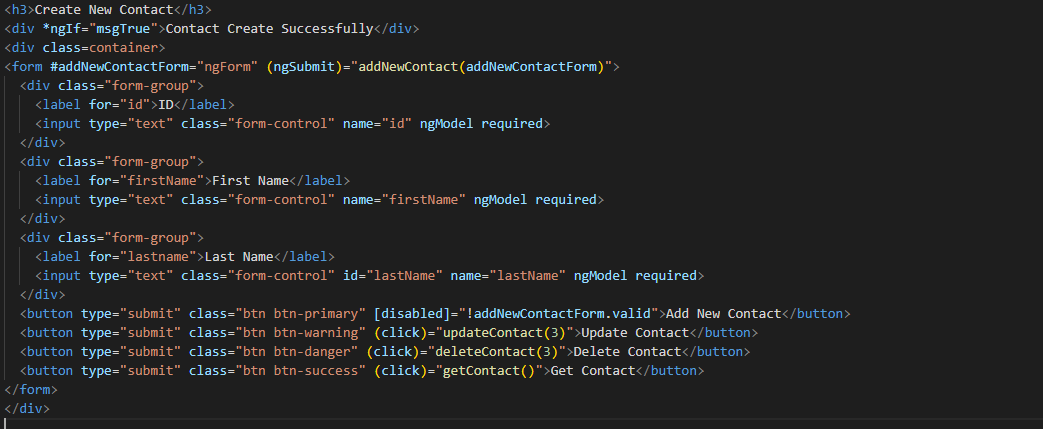 <h3>Create New Contact</h3>
<div *ngIf="msgTrue">Contact Create Successfully</div>
<div class=container>
<form #addNewContactForm="ngForm" (ngSubmit)="addNewContact(addNewContactForm)">
  <div class="form-group">
    <label for="id">ID</label>
    <input type="text" class="form-control" name="id" ngModel required>
  </div>
  <div class="form-group">
    <label for="firstName">First Name</label>
    <input type="text" class="form-control" name="firstName" ngModel required>
  </div>
  <div class="form-group">
    <label for="lastname">Last Name</label>
    <input type="text" class="form-control" id="lastName" name="lastName" ngModel required>
  </div>
  <button type="submit" class="btn btn-primary" [disabled]="!addNewContactForm.valid">Add New Contact</button>
  <button type="submit" class="btn btn-warning" (click)="updateContact(3)">Update Contact</button>
  <button type="submit" class="btn btn-danger" (click)="deleteContact(3)">Delete Contact</button>
  <button type="submit" class="btn btn-success" (click)="getContact()">Get Contact</button>
</form>
</div>